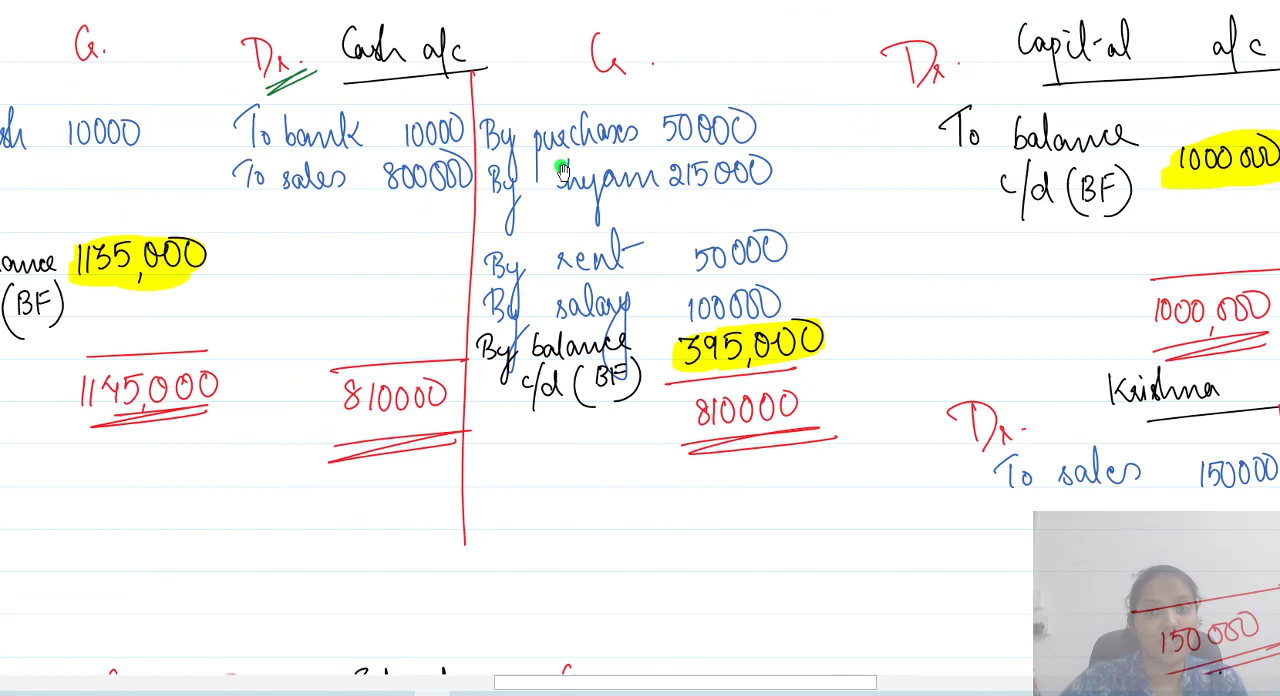 Cr.
Dr. Cash a/c Cr.
Dr. Capital a/c
10000
To bank 10000 By purchases 50000
To sales 800000 By shyam 215000
By rent 50000
By salary 100000
By balance c/d (BF) 395,000
810000 810000
1135,000
(BF)
1145,000
To balance
c/d (BF) 1000000
1000,000
Krishna
Dr.
To sales 150000
150000